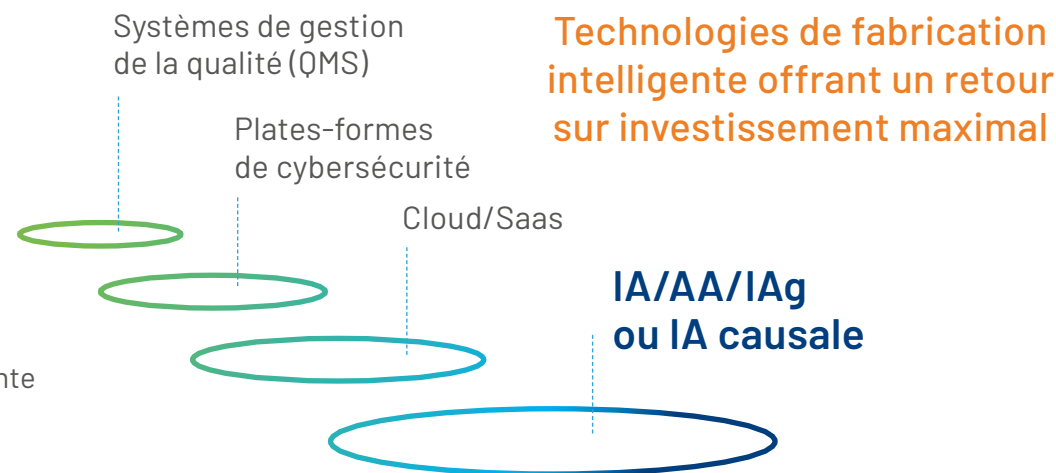 Systèmes de gestion
de la qualité (QMS)
Technologies de fabrication
intelligente offrant un retour
sur investissement maximal
Plates-formes
de cybersécurité
Cloud/Saas
IA/AA/IAg
ou IA causale
nte